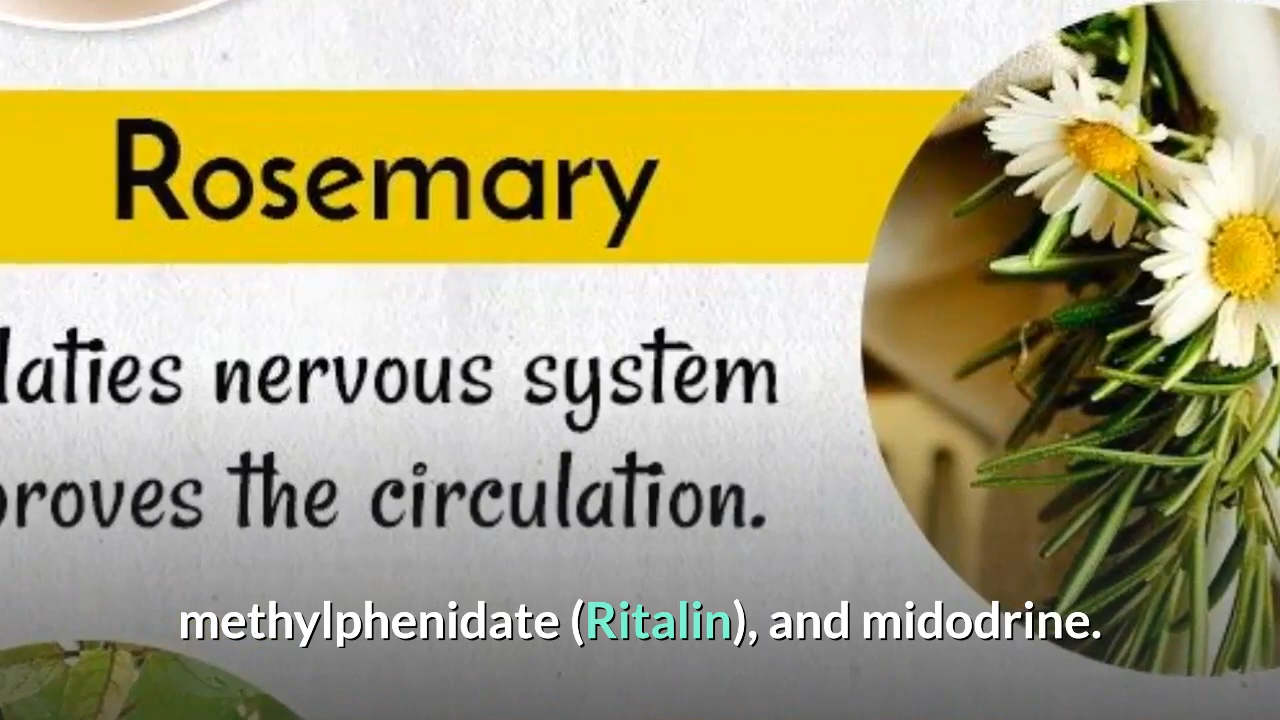 Rosemary
laties nervous system
proves the circulation.
methylphenidate (Ritalin), and midodrine.